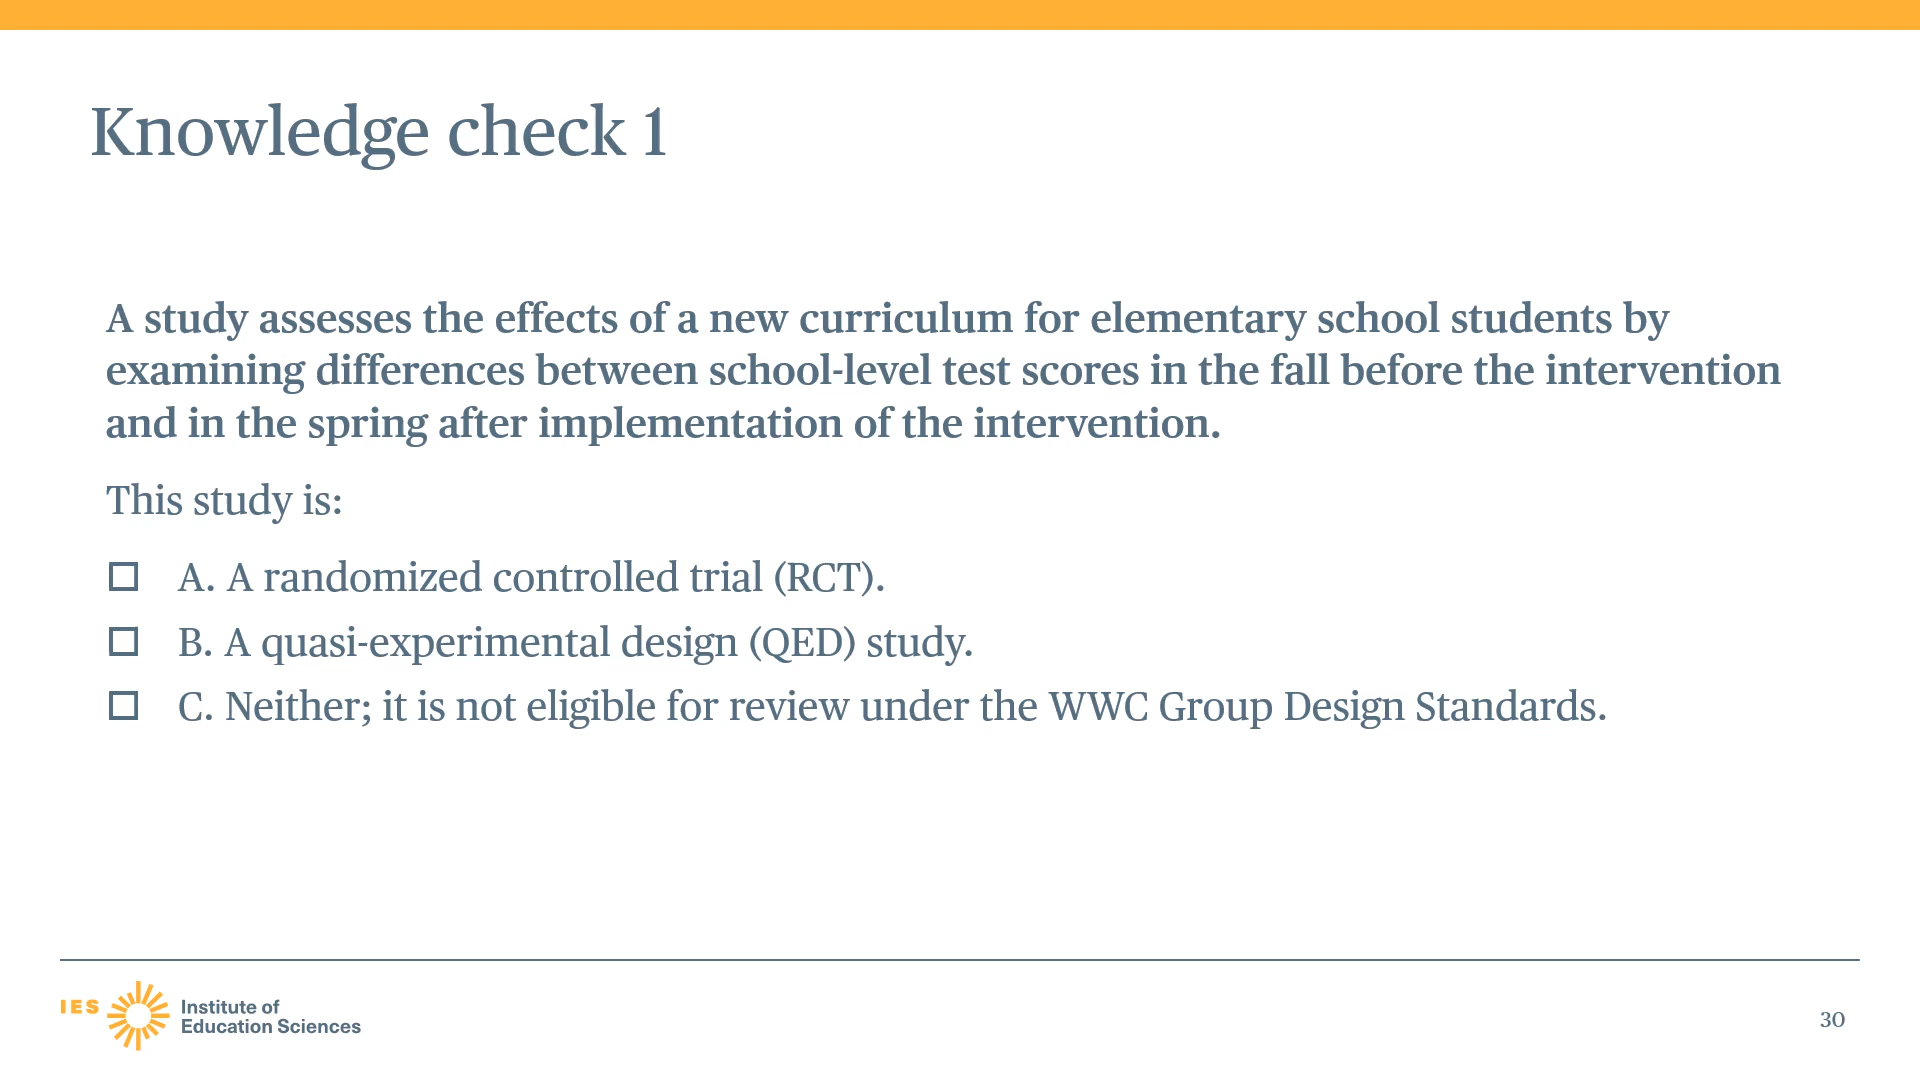 Knowledge check 1
A study assesses the effects of a new curriculum for elementary school students by
examining differences between school-level test scores in the fall before the intervention
and in the spring after implementation of the intervention.
This study is:
A. A randomized controlled trial (RCT).
B. A quasi-experimental design (QED) study.
C. Neither; it is not eligible for review under the WWC Group Design Standards.
IES
Institute of
Education Sciences
30